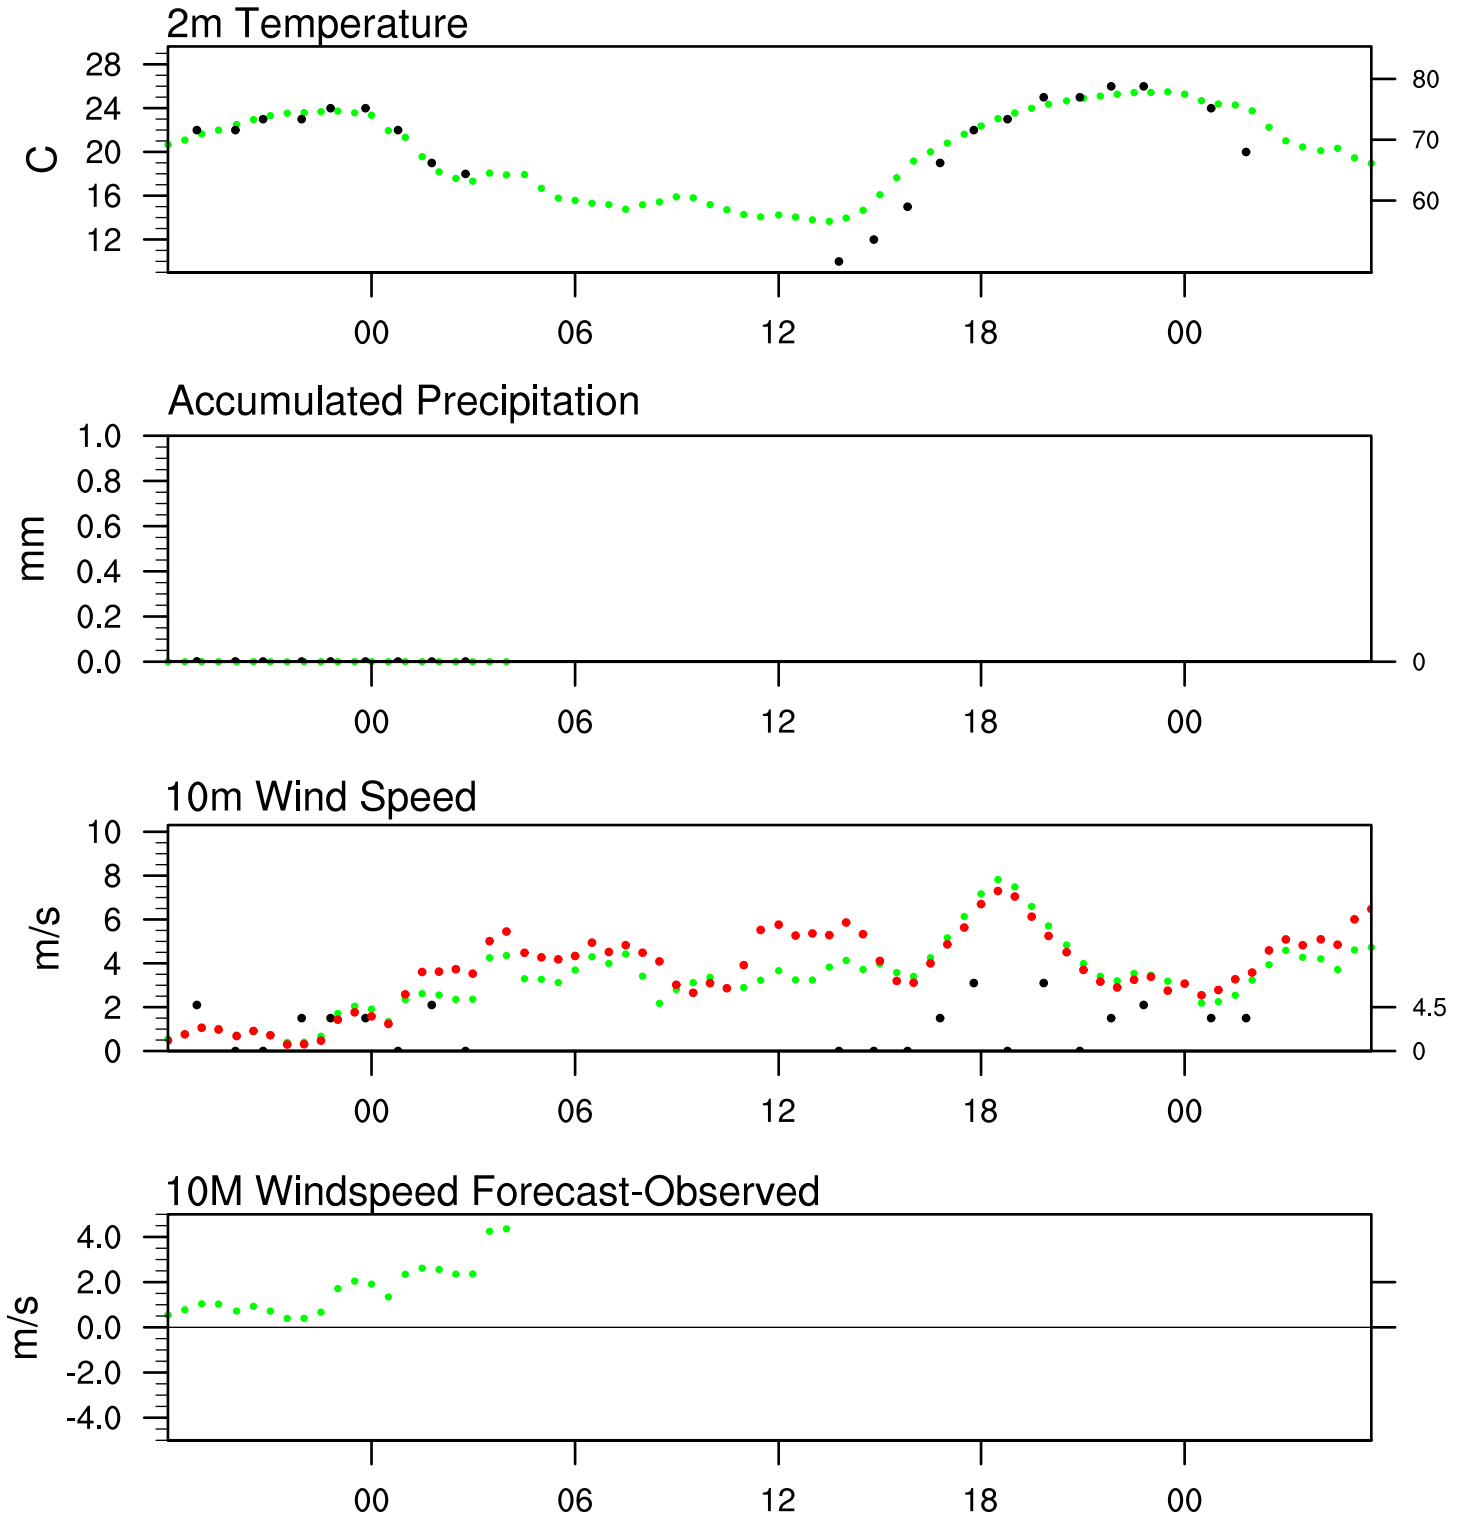 2m Temperature
28
24
20
16
12
C
80
70
60
00 06 12 18 00
Accumulated Precipitation
1.0
0.8
0.6
0.4
0.2
0.0
mm
0
00 06 12 18 00
10m Wind Speed
10
8
6
4
2
0
m/s
4.5
0
00 06 12 18 00
10M Windspeed Forecast-Observed
4.0
2.0
0.0
-2.0
-4.0
m/s
00 06 12 18 00